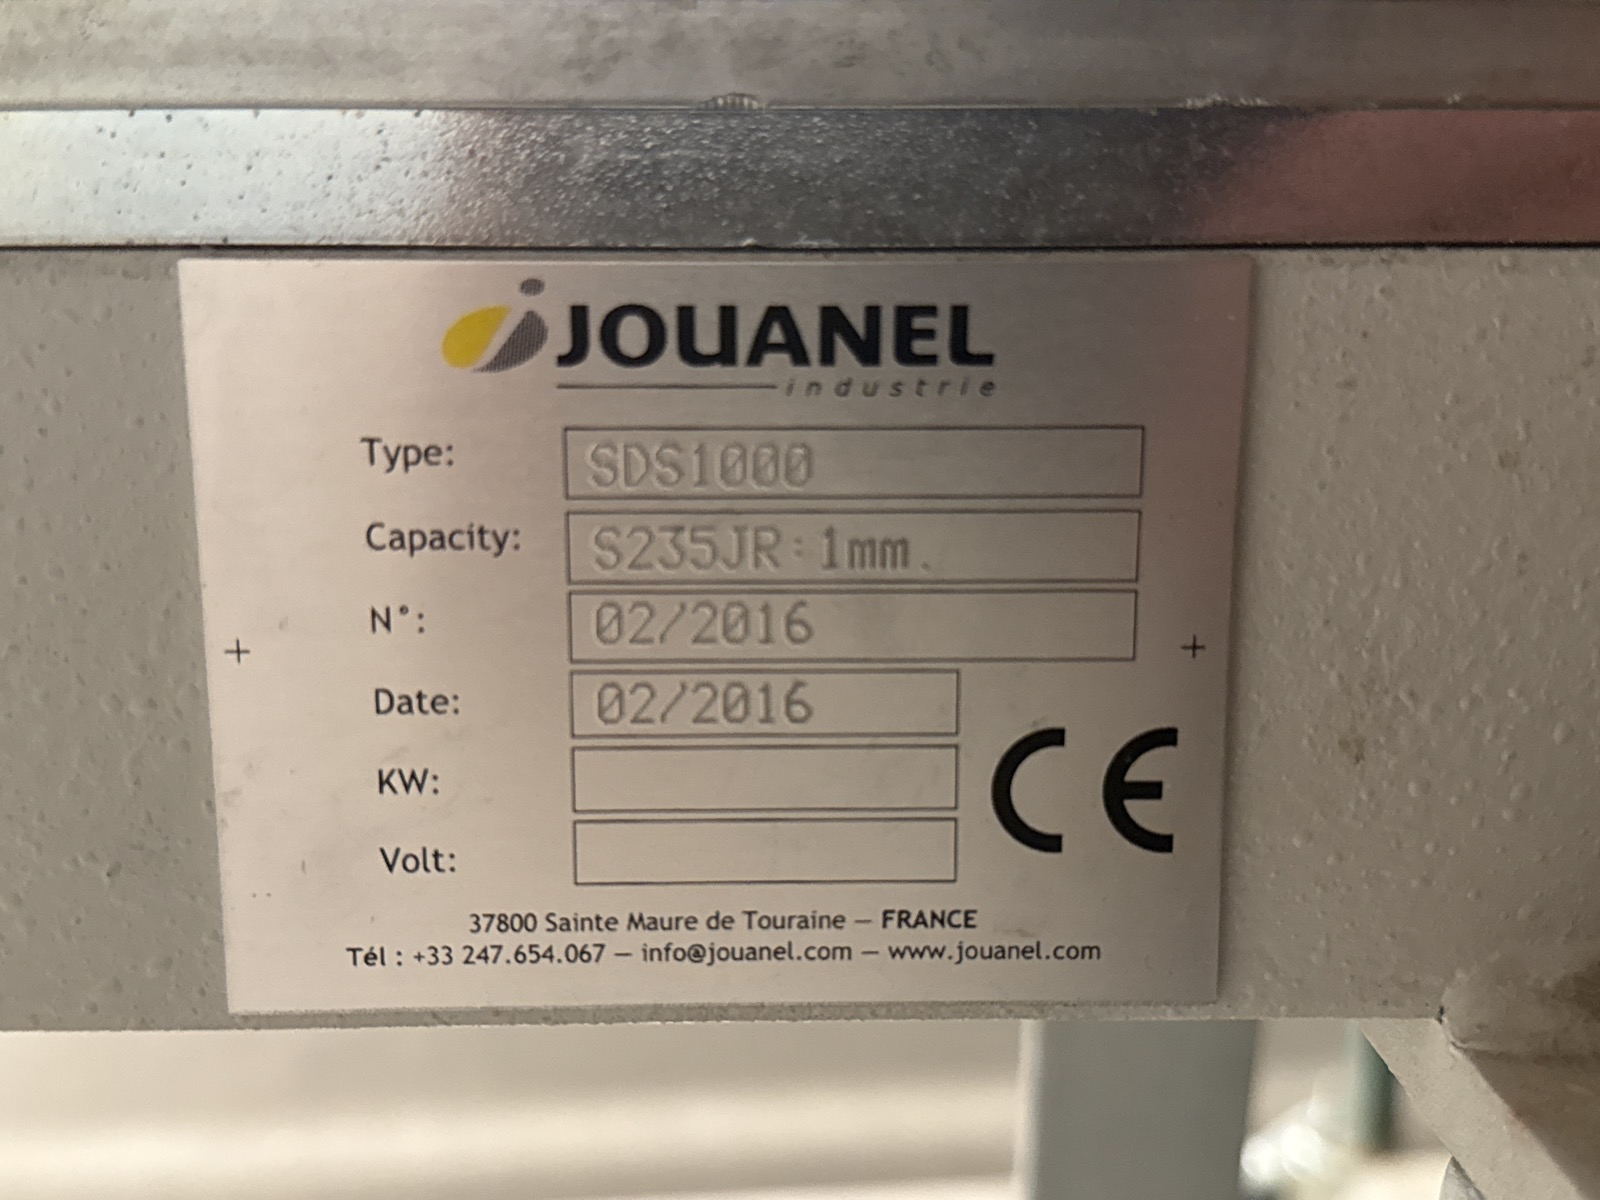 JOUANEL
industrie
Type: SDS1000
Capacity: S235JR:1mm.
N°: 02/2016
Date: 02/2016
KW:
Volt:
CE
37800 Sainte Maure de Touraine – FRANCE
Tél : +33 247.654.067 – info@jouanel.com – www.jouanel.com